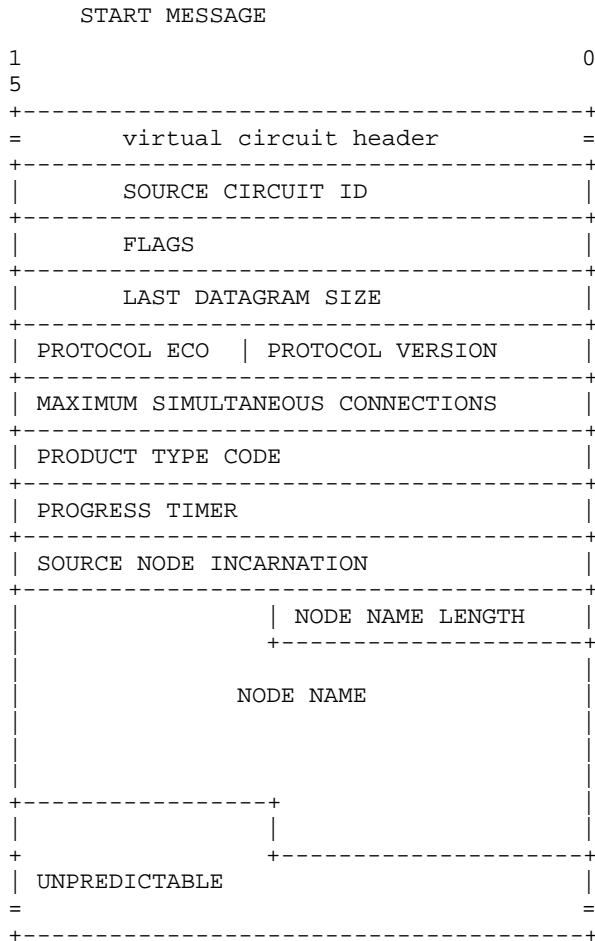 START MESSAGE
1 0
5
virtual circuit header
SOURCE CIRCUIT ID
FLAGS
LAST DATAGRAM SIZE
PROTOCOL ECO | PROTOCOL VERSION
MAXIMUM SIMULTANEOUS CONNECTIONS
PRODUCT TYPE CODE
PROGRESS TIMER
SOURCE NODE INCARNATION
NODE NAME LENGTH
NODE NAME
UNPREDICTABLE